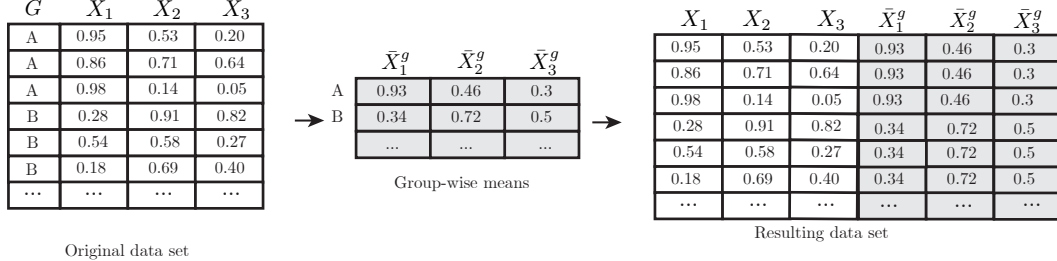 G X₁ X₂ X₃
A 0.95 0.53 0.20
A 0.86 0.71 0.64
A 0.98 0.14 0.05
B 0.28 0.91 0.82
B 0.54 0.58 0.27
B 0.18 0.69 0.40
... ... ... ...
Original data set
X̄₁ᵍ X̄₂ᵍ X̄₃ᵍ
A 0.93 0.46 0.3
B 0.34 0.72 0.5
... ... ...
Group-wise means
X₁ X₂ X₃ X̄₁ᵍ X̄₂ᵍ X̄₃ᵍ
0.95 0.53 0.20 0.93 0.46 0.3
0.86 0.71 0.64 0.93 0.46 0.3
0.98 0.14 0.05 0.93 0.46 0.3
0.28 0.91 0.82 0.34 0.72 0.5
0.54 0.58 0.27 0.34 0.72 0.5
0.18 0.69 0.40 0.34 0.72 0.5
... ... ... ... ... ...
Resulting data set